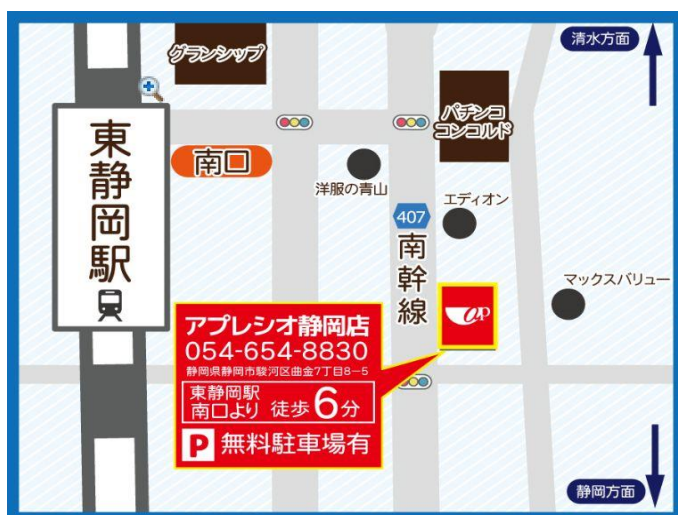 グランシップ
清水方面
パチンコ
コンコルド
東静岡駅
南口
洋服の青山
エディオン
407
南幹線
マックスバリュー
ap
アプレシオ静岡店
054-654-8830
静岡県静岡市駿河区曲金7丁目8-5
東静岡駅
南口より 徒歩6分
P 無料駐車場有
静岡方面